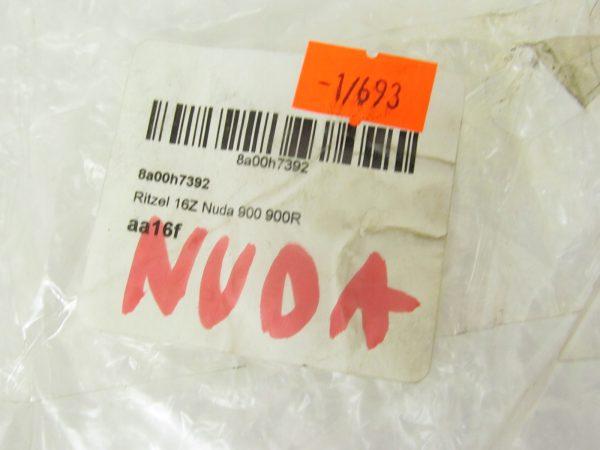 -1/693
8a00h7392
8a00h7392
Ritzel 16Z Nuda 900 900R
aa16f
NUDA